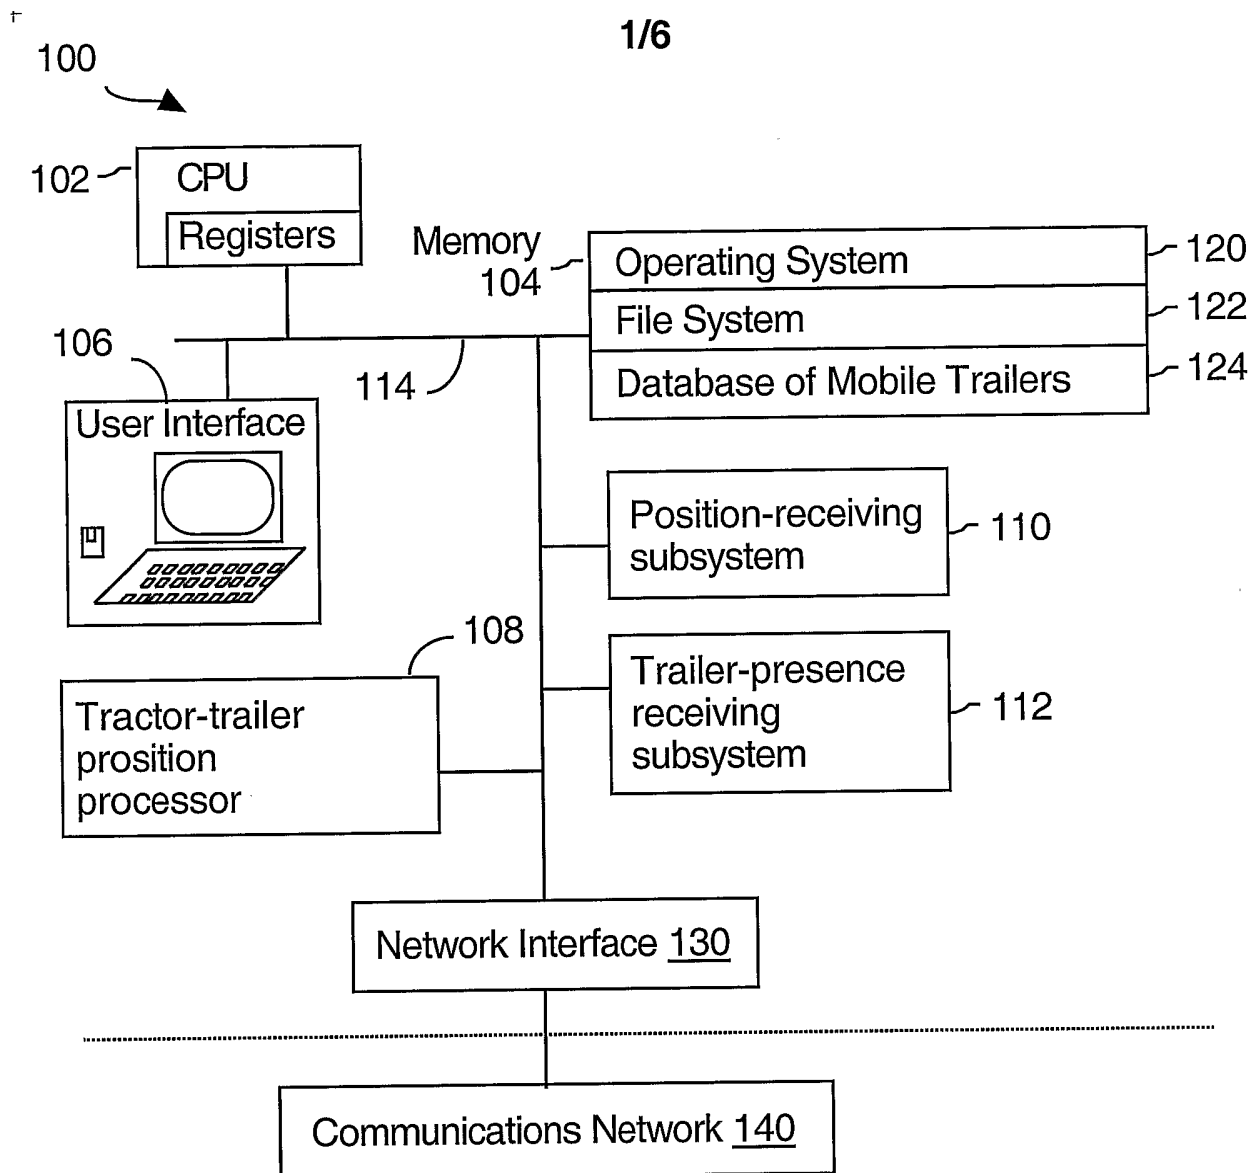 1/6
100
102
CPU
Registers
Memory
104
Operating System
120
File System
122
Database of Mobile Trailers
124
106
114
User Interface
Position-receiving
subsystem
110
108
Trailer-presence
receiving
subsystem
112
Tractor-trailer
prosition
processor
Network Interface 130
Communications Network 140